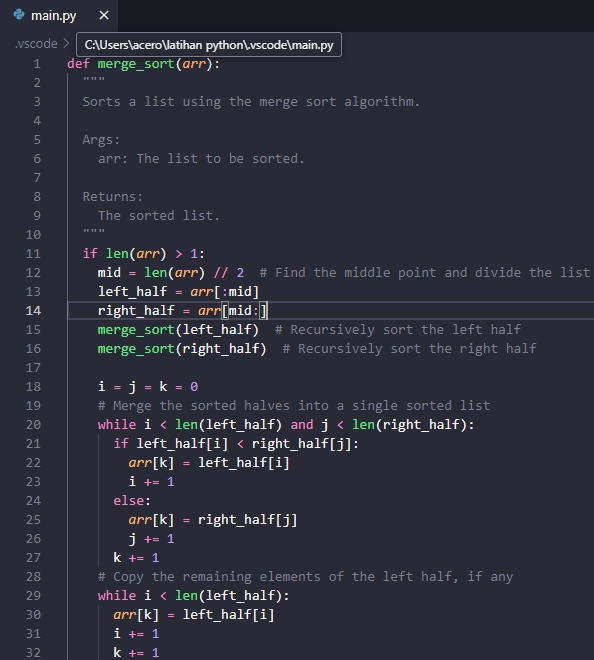 main.py
.vscode >
C:\Users\acero\latihan python\.vscode\main.py
1 def merge_sort(arr):
2 """
3 Sorts a list using the merge sort algorithm.
4
5 Args:
6 arr: The list to be sorted.
7
8 Returns:
9 The sorted list.
10 """
11 if len(arr) > 1:
12 mid = len(arr) // 2  # Find the middle point and divide the list
13 left_half = arr[:mid]
14 right_half = arr[mid:]
15 merge_sort(left_half)  # Recursively sort the left half
16 merge_sort(right_half)  # Recursively sort the right half
17
18 i = j = k = 0
19 # Merge the sorted halves into a single sorted list
20 while i < len(left_half) and j < len(right_half):
21 if left_half[i] < right_half[j]:
22 arr[k] = left_half[i]
23 i += 1
24 else:
25 arr[k] = right_half[j]
26 j += 1
27 k += 1
28 # Copy the remaining elements of the left half, if any
29 while i < len(left_half):
30 arr[k] = left_half[i]
31 i += 1
32 k += 1